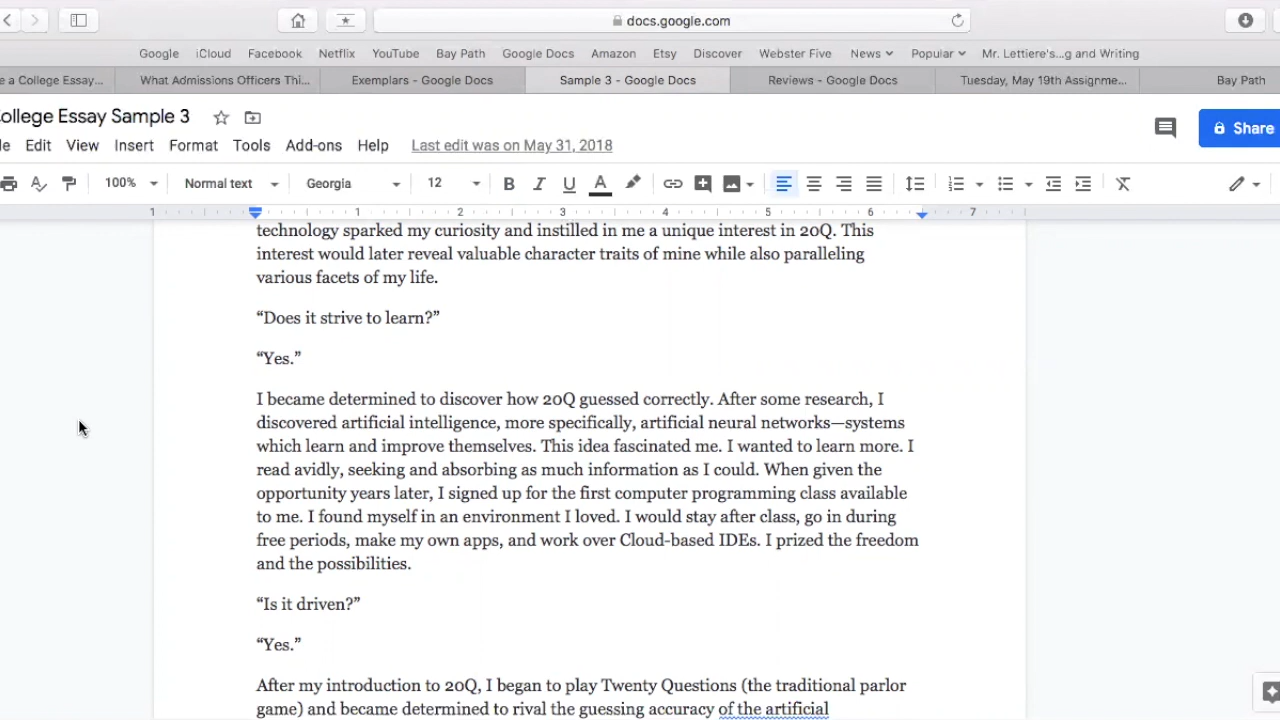 docs.google.com
Google iCloud Facebook Netflix YouTube Bay Path Google Docs Amazon Etsy Discover Webster Five News Popular Mr. Lettiere's...g and Writing
e a College Essay... What Admissions Officers Thi... Exemplars - Google Docs Sample 3 - Google Docs Reviews - Google Docs Tuesday, May 19th Assignme... Bay Path
ollege Essay Sample 3
Share
le Edit View Insert Format Tools Add-ons Help Last edit was on May 31, 2018
100% Normal text Georgia 12 B I U A
1 1 2 3 4 5 6 7
technology sparked my curiosity and instilled in me a unique interest in 20Q. This
interest would later reveal valuable character traits of mine while also paralleling
various facets of my life.
“Does it strive to learn?”
“Yes.”
I became determined to discover how 20Q guessed correctly. After some research, I
discovered artificial intelligence, more specifically, artificial neural networks—systems
which learn and improve themselves. This idea fascinated me. I wanted to learn more. I
read avidly, seeking and absorbing as much information as I could. When given the
opportunity years later, I signed up for the first computer programming class available
to me. I found myself in an environment I loved. I would stay after class, go in during
free periods, make my own apps, and work over Cloud-based IDEs. I prized the freedom
and the possibilities.
“Is it driven?”
“Yes.”
After my introduction to 20Q, I began to play Twenty Questions (the traditional parlor
game) and became determined to rival the guessing accuracy of the artificial